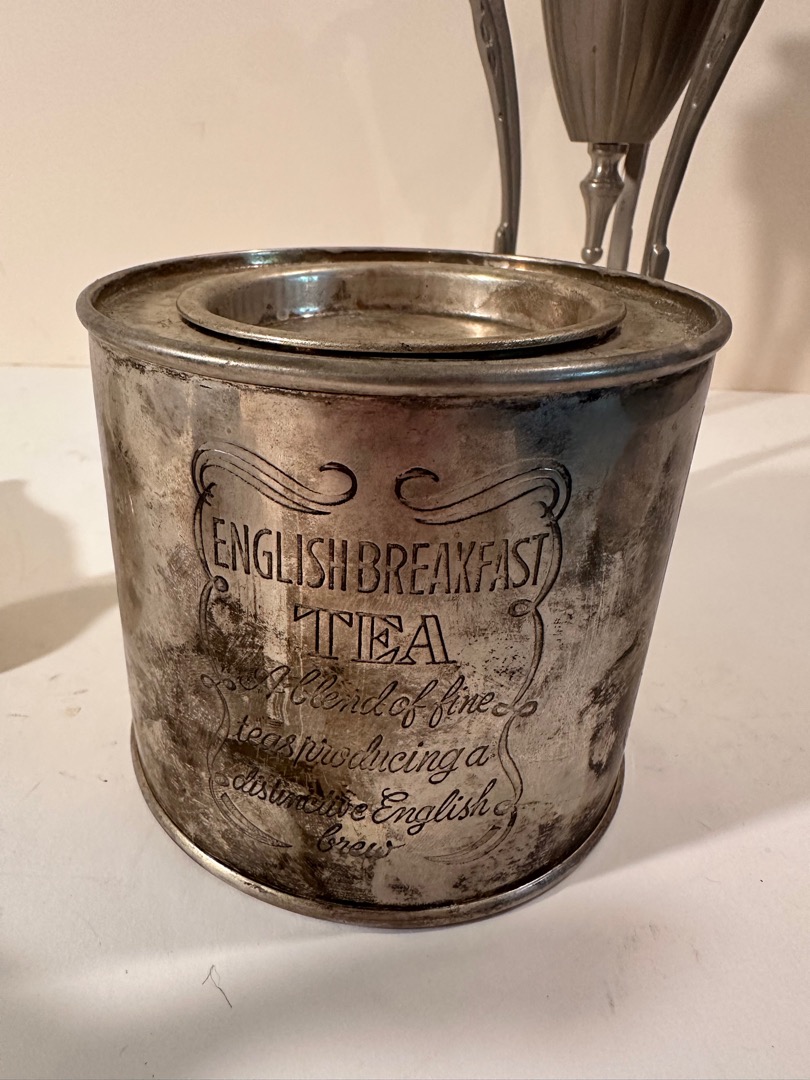 ENGLISH BREAKFAST
TEA
A blend of fine
teas producing a
distinctive English
brew